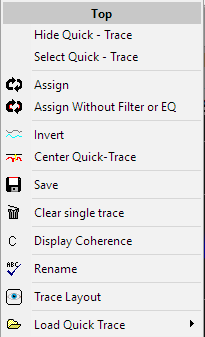 Top
Hide Quick - Trace
Select Quick - Trace
Assign
Assign Without Filter or EQ
Invert
Center Quick-Trace
Save
Clear single trace
C Display Coherence
ABC Rename
Trace Layout
Load Quick Trace